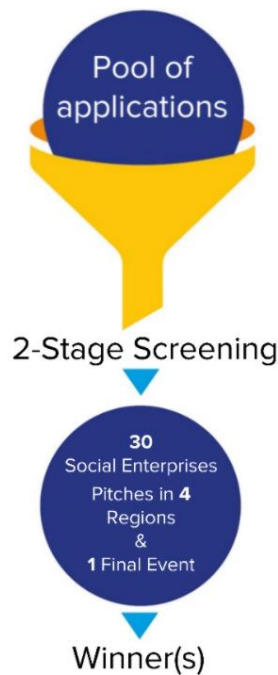 Pool of
applications
2-Stage Screening
30
Social Enterprises
Pitches in 4
Regions
&
1 Final Event
Winner(s)